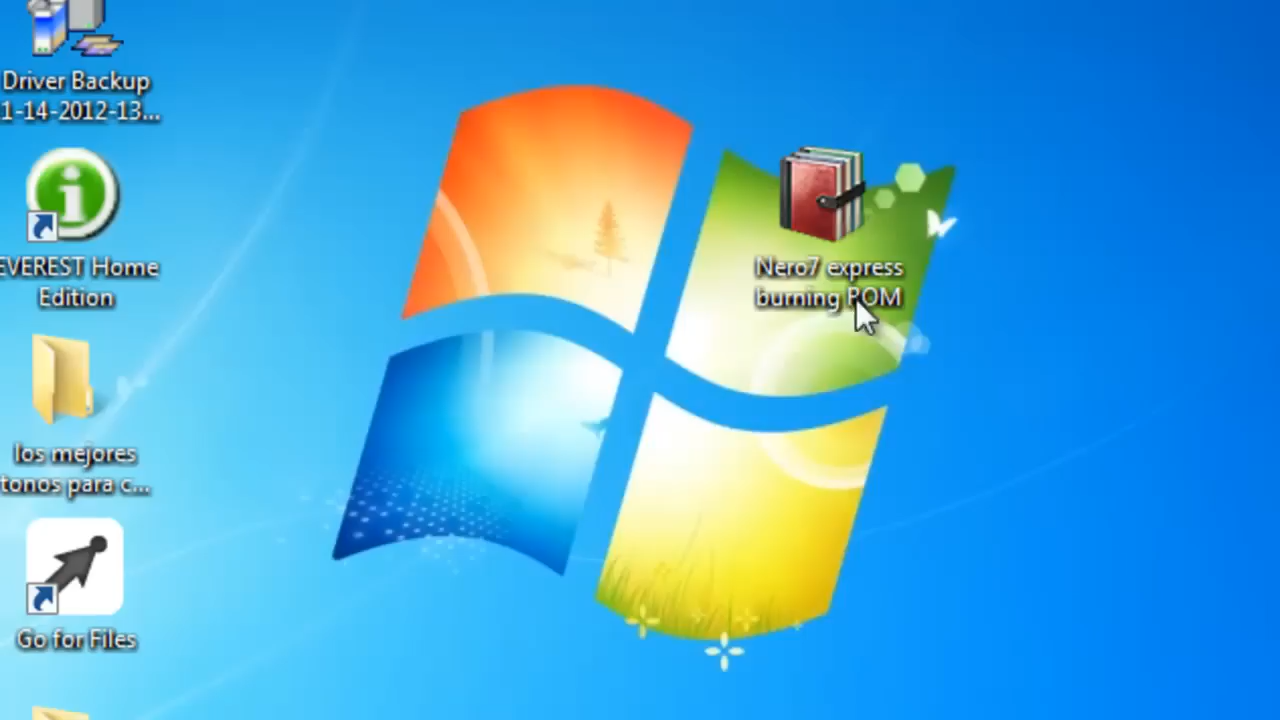 Driver Backup
1-14-2012-13...
EVEREST Home
Edition
los mejores
tonos para c...
Go for Files
Nero7 express
burning ROM